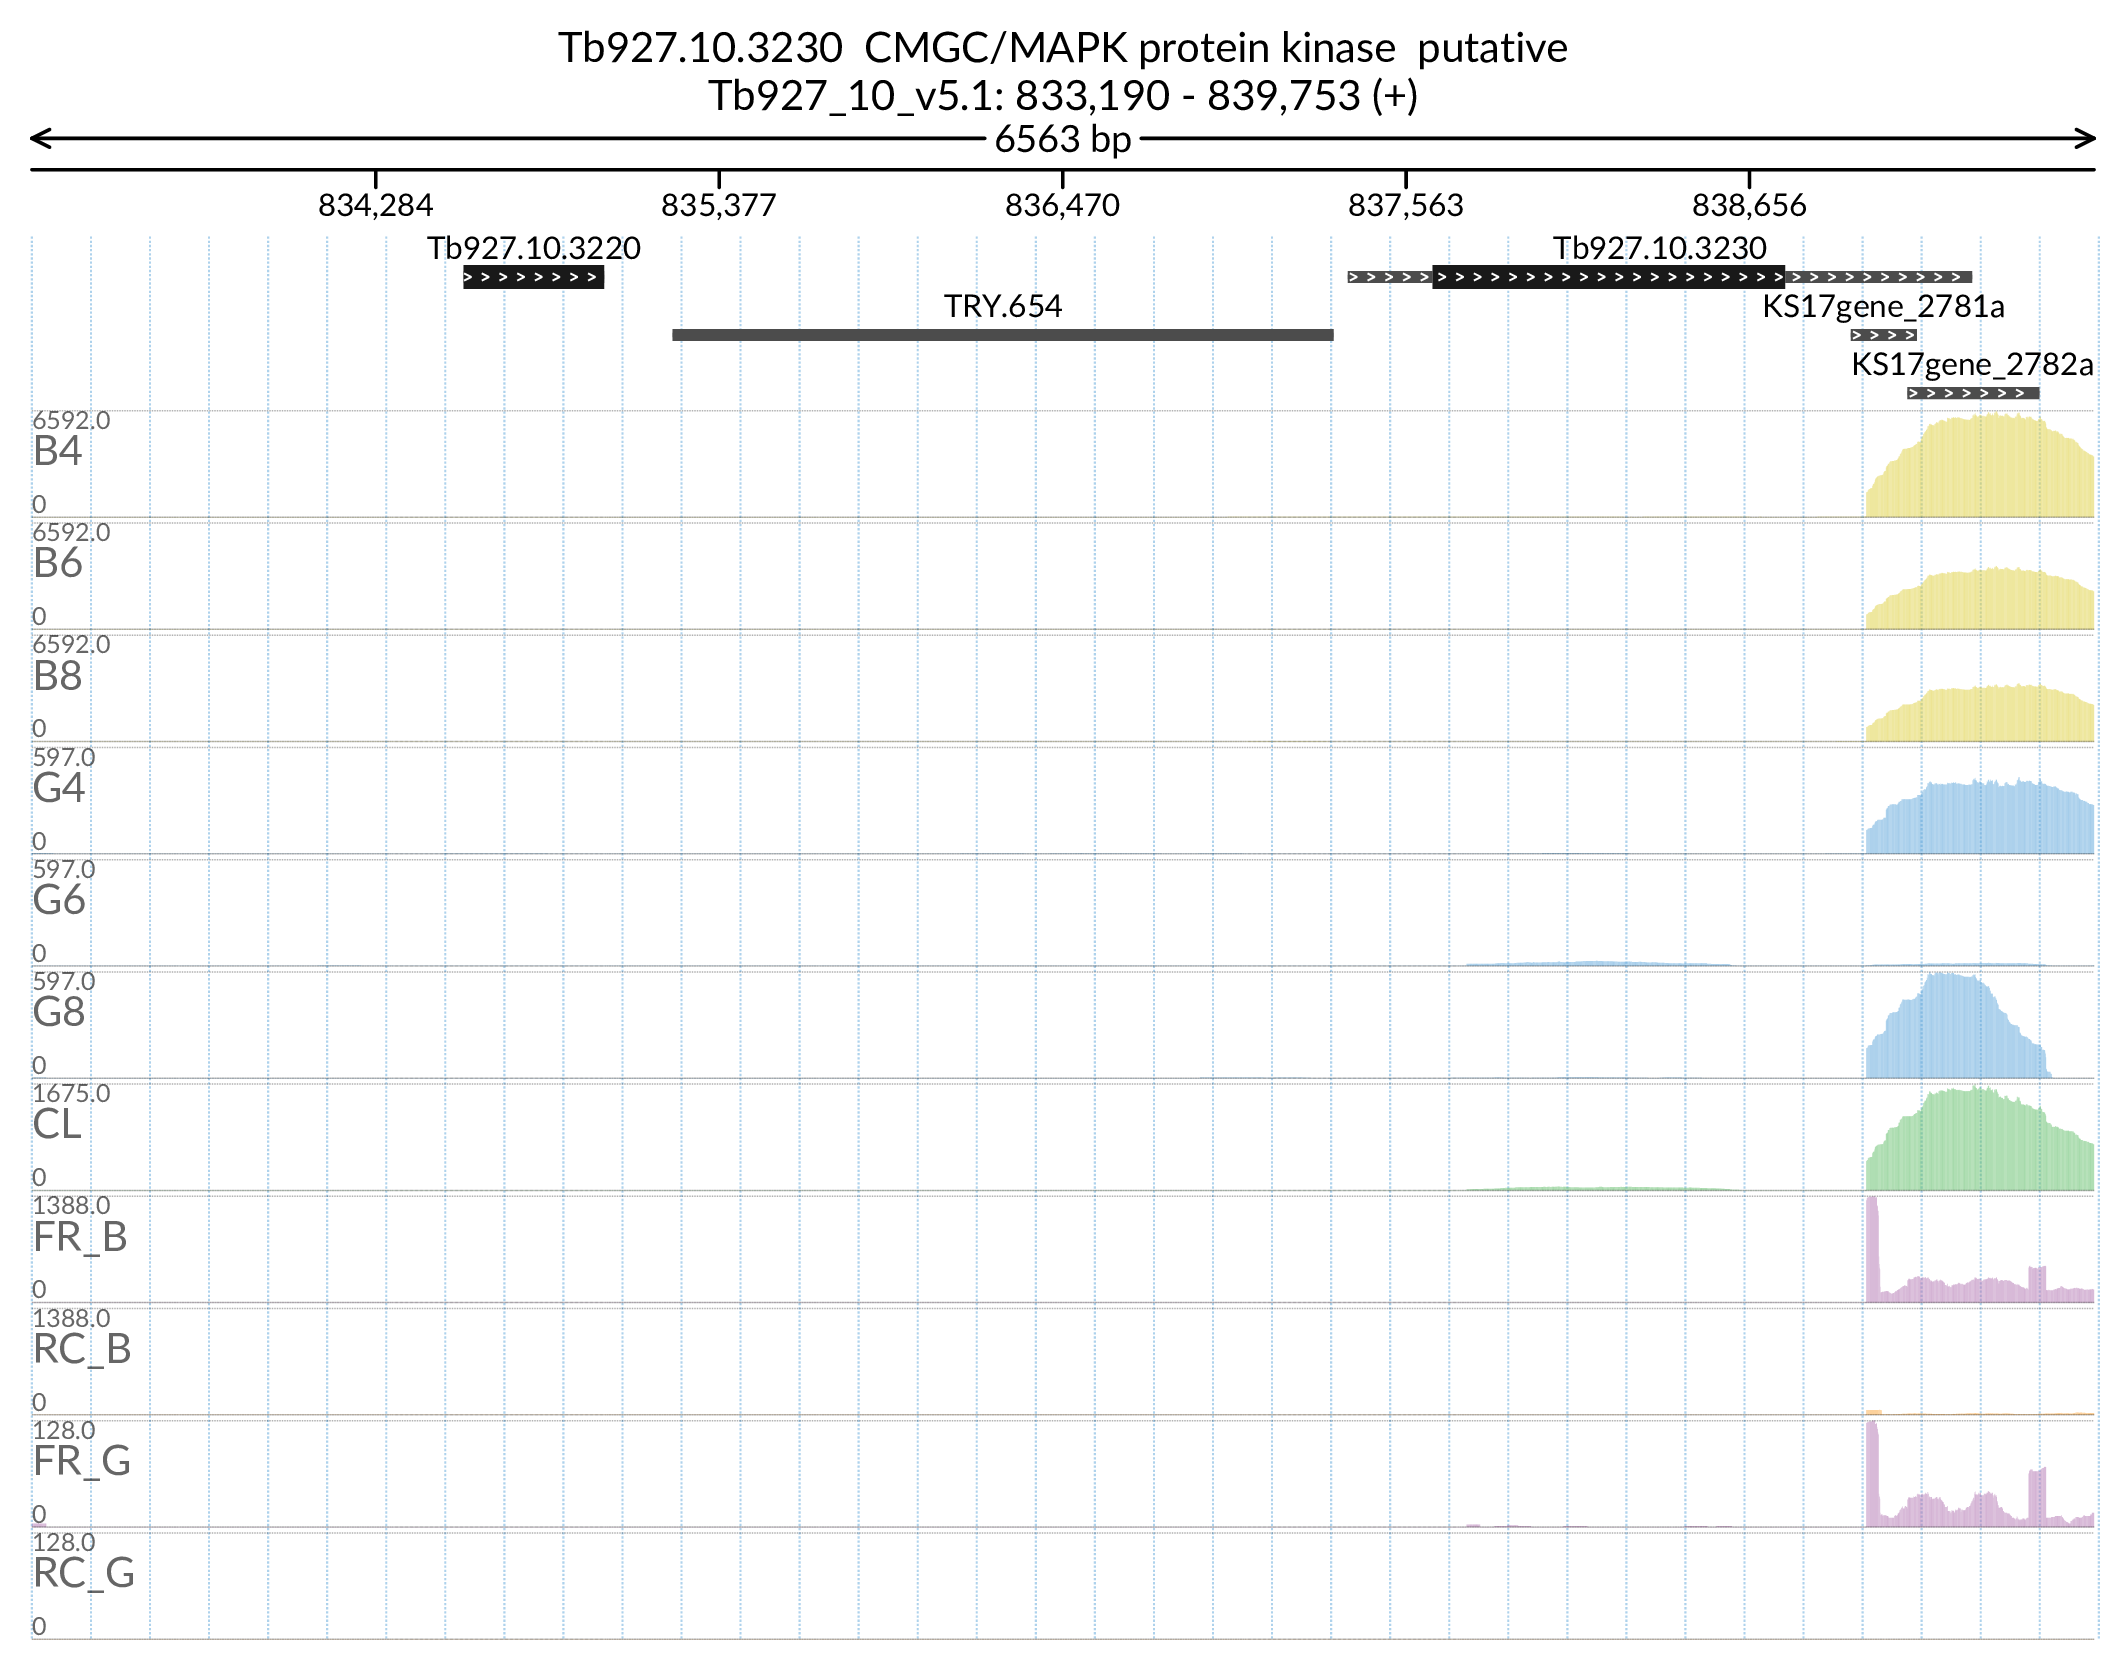 Tb927.10.3230  CMGC/MAPK protein kinase  putative
Tb927_10_v5.1: 833,190 - 839,753 (+)
6563 bp
834,284 835,377 836,470 837,563 838,656
Tb927.10.3220 Tb927.10.3230
TRY.654 KS17gene_2781a
KS17gene_2782a
6592.0
B4
0
6592.0
B6
0
6592.0
B8
0
597.0
G4
0
597.0
G6
0
597.0
G8
0
1675.0
CL
0
1388.0
FR_B
0
1388.0
RC_B
0
128.0
FR_G
0
128.0
RC_G
0